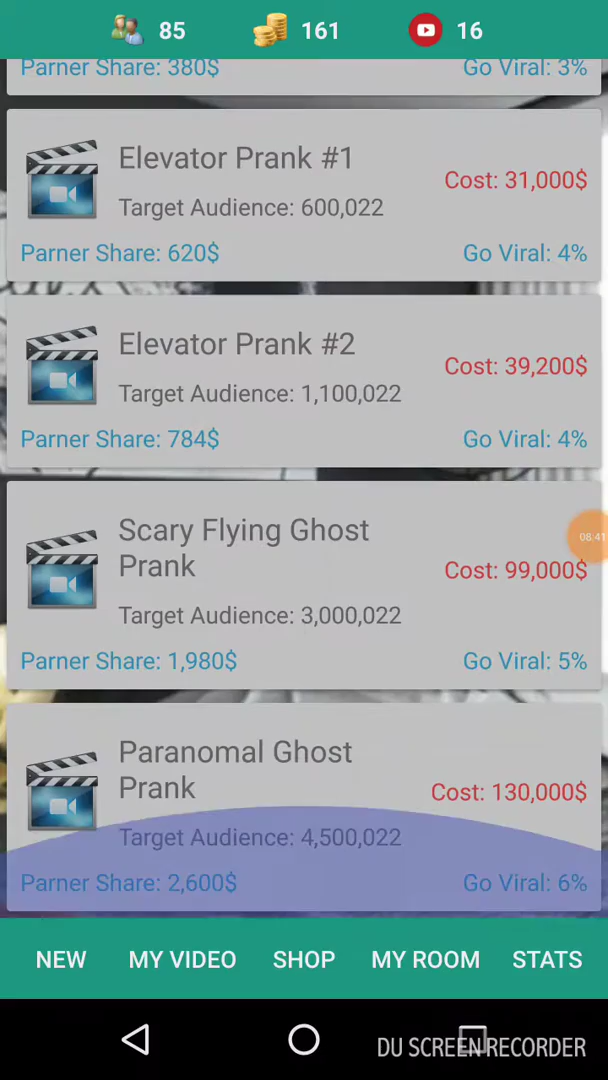 85 161 16
Parner Share: 380$ Go Viral: 3%
Elevator Prank #1
Cost: 31,000$
Target Audience: 600,022
Parner Share: 620$ Go Viral: 4%
Elevator Prank #2
Cost: 39,200$
Target Audience: 1,100,022
Parner Share: 784$ Go Viral: 4%
Scary Flying Ghost
Prank
Cost: 99,000$
08:41
Target Audience: 3,000,022
Parner Share: 1,980$ Go Viral: 5%
Paranomal Ghost
Prank
Cost: 130,000$
Target Audience: 4,500,022
Parner Share: 2,600$ Go Viral: 6%
NEW MY VIDEO SHOP MY ROOM STATS
DU SCREEN RECORDER